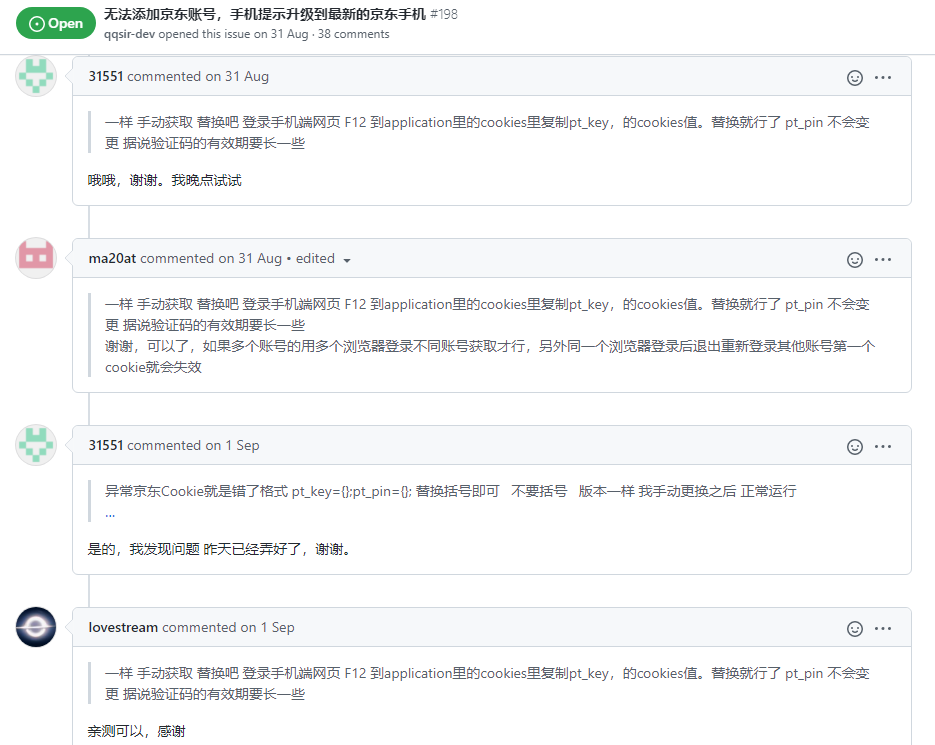 Open
无法添加京东账号，手机提示升级到最新的京东手机 #198
qqsir-dev opened this issue on 31 Aug · 38 comments
31551 commented on 31 Aug
一样 手动获取 替换吧 登录手机端网页 F12 到application里的cookies里复制pt_key，的cookies值。替换就行了 pt_pin 不会变
更 据说验证码的有效期要长一些
哦哦，谢谢。我晚点试试
ma20at commented on 31 Aug • edited
一样 手动获取 替换吧 登录手机端网页 F12 到application里的cookies里复制pt_key，的cookies值。替换就行了 pt_pin 不会变
更 据说验证码的有效期要长一些
谢谢，可以了，如果多个账号的用多个浏览器登录不同账号获取才行，另外同一个浏览器登录后退出重新登录其他账号第一个
cookie就会失效
31551 commented on 1 Sep
异常京东Cookie就是错了格式 pt_key={};pt_pin={}; 替换括号即可 不要括号 版本一样 我手动更换之后 正常运行
...
是的，我发现问题 昨天已经弄好了，谢谢。
lovestream commented on 1 Sep
一样 手动获取 替换吧 登录手机端网页 F12 到application里的cookies里复制pt_key，的cookies值。替换就行了 pt_pin 不会变
更 据说验证码的有效期要长一些
亲测可以，感谢